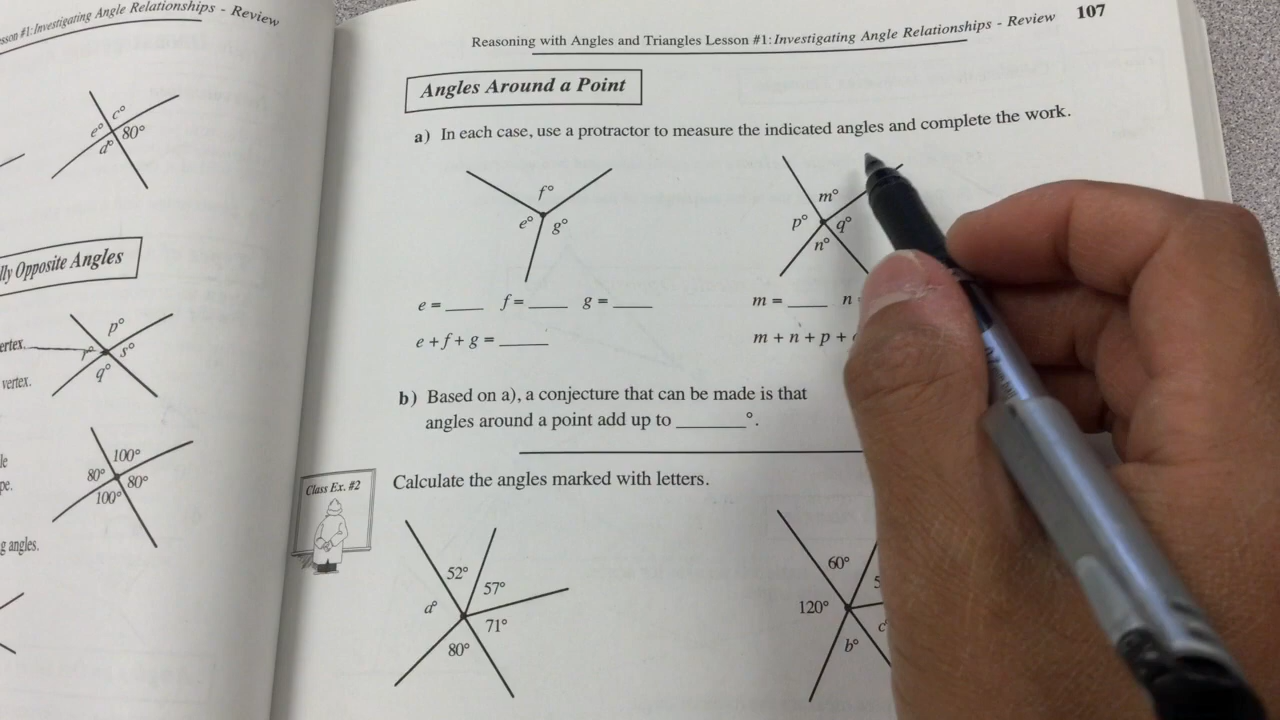 sson #1: Investigating Angle Relationships - Review
c°
e°
80°
d°
lly Opposite Angles
p°
ertex.
r°
s°
q°
vertex.
le
100°
80°
80°
pe.
100°
g angles.
Reasoning with Angles and Triangles Lesson #1: Investigating Angle Relationships - Review 107
Angles Around a Point
a) In each case, use a protractor to measure the indicated angles and complete the work.
f°
e° g°
m°
p° q°
n°
e = ____ f = ____ g = ____
m = ____ n
e + f + g = _____
m + n + p +
b) Based on a), a conjecture that can be made is that
angles around a point add up to _______°.
Class Ex. #2
Calculate the angles marked with letters.
52°
57°
a°
71°
80°
60°
5
120°
c°
b°